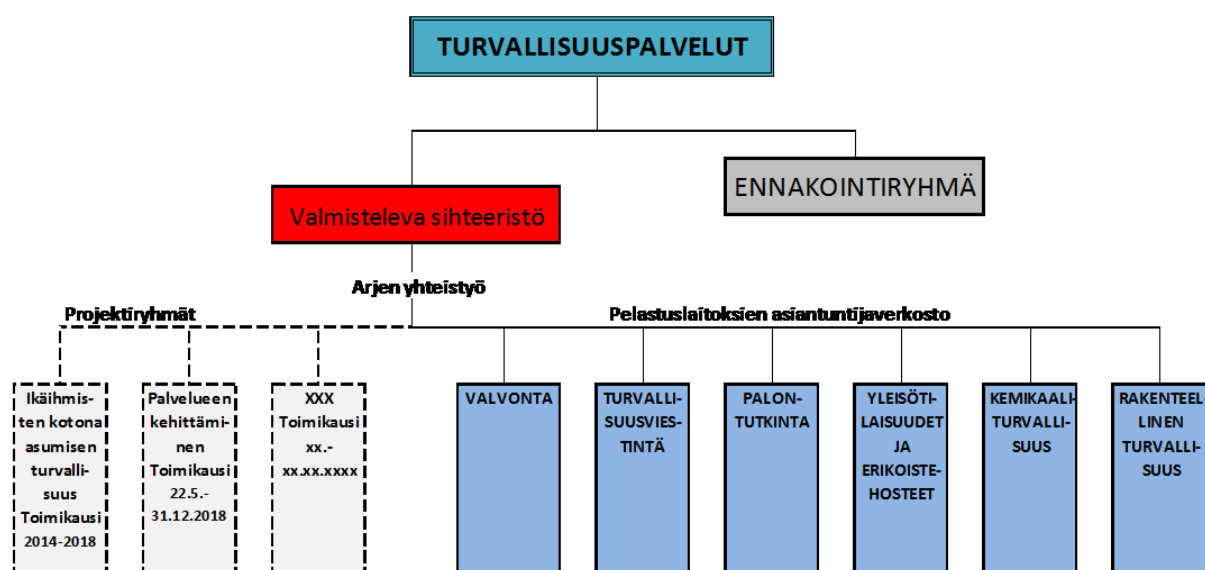 TURVALLISUUSPALVELUT
ENNAKOINTIRYHMÄ
Valmisteleva sihteeristö
Arjen yhteistyö
Projektiryhmät
Pelastuslaitoksien asiantuntijaverkosto
Ikäihmis-
ten kotona
asumisen
turvalli-
suus
Toimikausi
2014-2018
Palvelueen
kehittämi-
nen
Toimikausi
22.5.-
31.12.2018
XXX
Toimikausi
xx.-
xx.xx.xxxx
VALVONTA
TURVALLI-
SUUSVIES-
TINTÄ
PALON-
TUTKINTA
YLEISÖTI-
LAISUUDET
JA
ERIKOISTE-
HOSTEET
KEMIKAALI-
TURVALLI-
SUUS
RAKENTEEL-
LINEN
TURVALLI-
SUUS